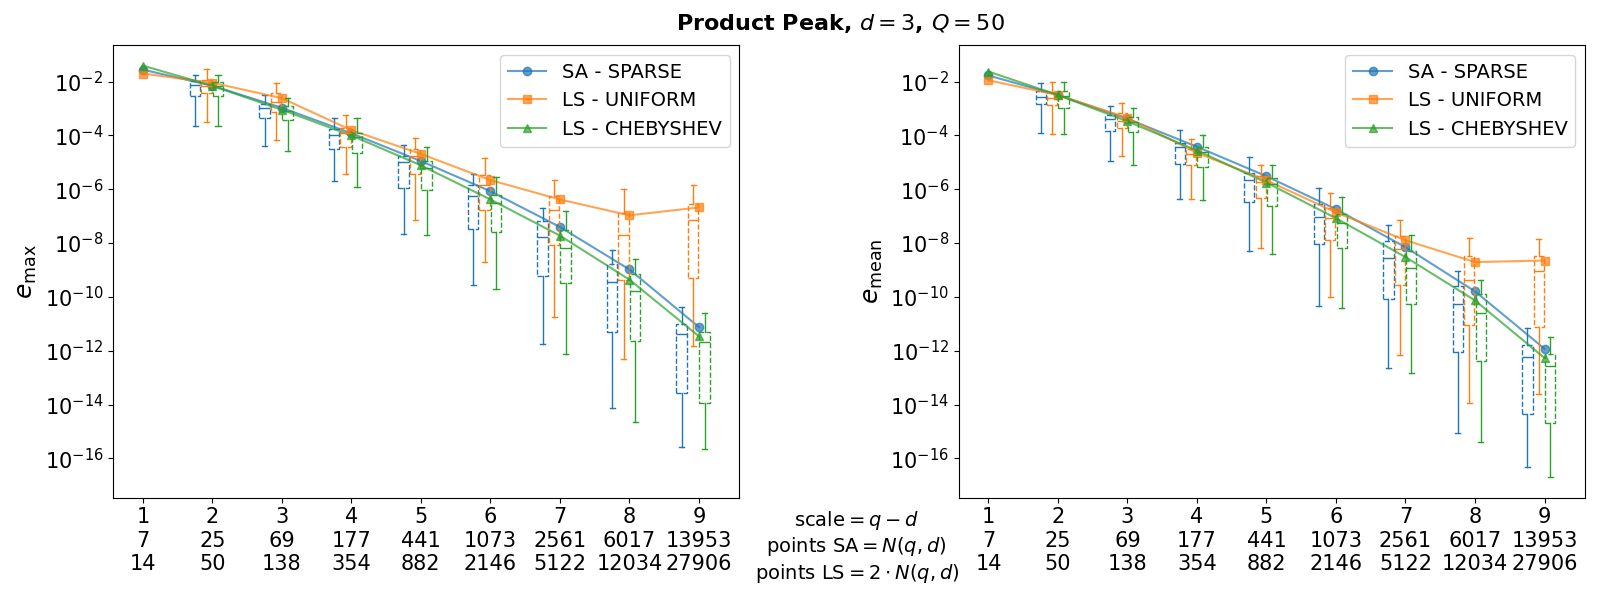 Product Peak, d = 3, Q = 50
SA - SPARSE
LS - UNIFORM
LS - CHEBYSHEV
10⁻²
10⁻⁴
10⁻⁶
10⁻⁸
10⁻¹⁰
10⁻¹²
10⁻¹⁴
10⁻¹⁶
e_max
1 2 3 4 5 6 7 8 9
7 25 69 177 441 1073 2561 6017 13953
14 50 138 354 882 2146 5122 12034 27906
scale = q − d
points SA = N(q, d)
points LS = 2 · N(q, d)
SA - SPARSE
LS - UNIFORM
LS - CHEBYSHEV
10⁻²
10⁻⁴
10⁻⁶
10⁻⁸
10⁻¹⁰
10⁻¹²
10⁻¹⁴
10⁻¹⁶
e_mean
1 2 3 4 5 6 7 8 9
7 25 69 177 441 1073 2561 6017 13953
14 50 138 354 882 2146 5122 12034 27906